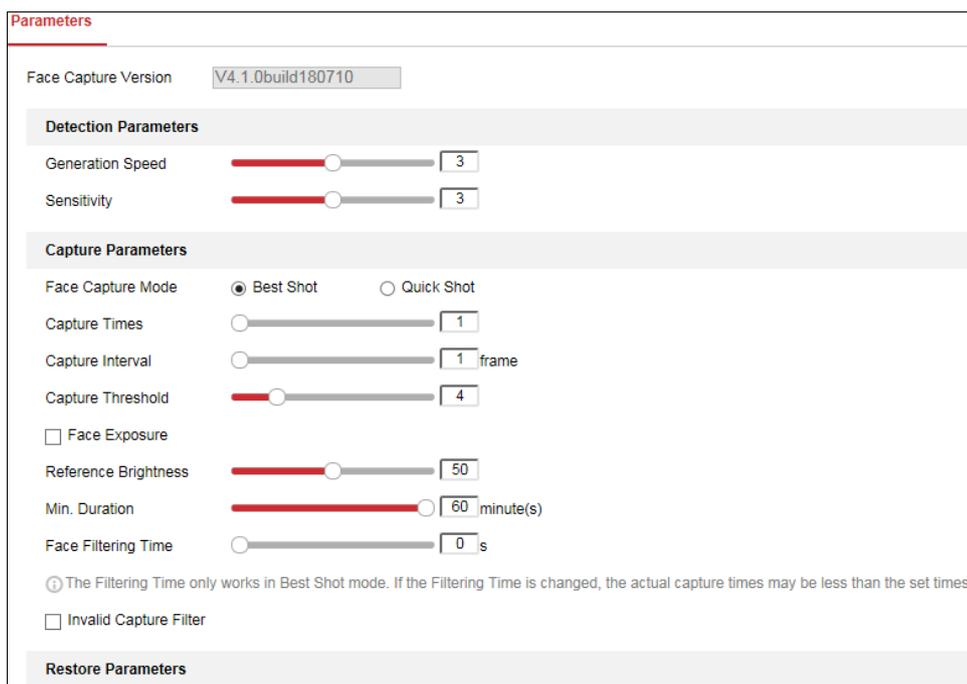 Parameters
Face Capture Version V4.1.0build180710
Detection Parameters
Generation Speed 3
Sensitivity 3
Capture Parameters
Face Capture Mode Best Shot Quick Shot
Capture Times 1
Capture Interval 1 frame
Capture Threshold 4
Face Exposure
Reference Brightness 50
Min. Duration 60 minute(s)
Face Filtering Time 0 s
The Filtering Time only works in Best Shot mode. If the Filtering Time is changed, the actual capture times may be less than the set times
Invalid Capture Filter
Restore Parameters